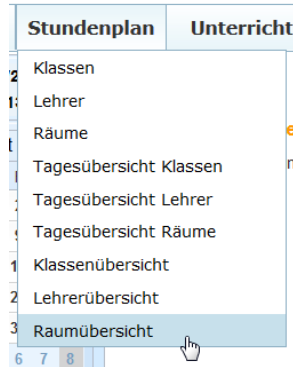 Stundenplan Unterricht
Klassen
Lehrer
Räume
Tagesübersicht Klassen
Tagesübersicht Lehrer
Tagesübersicht Räume
Klassenübersicht
Lehrerübersicht
Raumübersicht
6 7 8